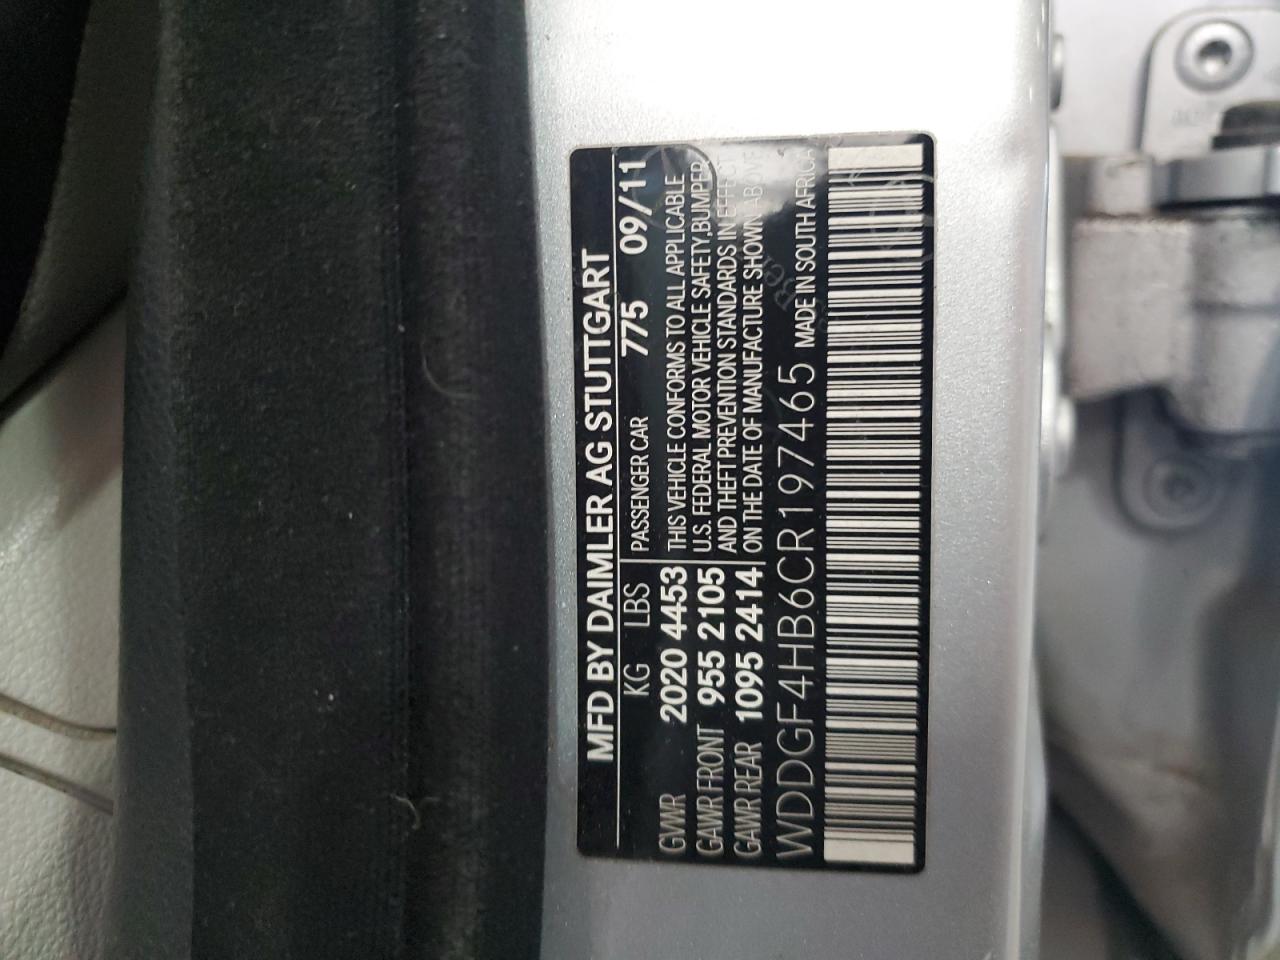 MFD BY DAIMLER AG STUTTGART
KG LBS PASSENGER CAR 775 09/11
GVWR 2020 4453 THIS VEHICLE CONFORMS TO ALL APPLICABLE
GAWR FRONT 955 2105 U.S. FEDERAL MOTOR VEHICLE SAFETY, BUMPER,
AND THEFT PREVENTION STANDARDS IN EFFECT
GAWR REAR 1095 2414 ON THE DATE OF MANUFACTURE SHOWN ABOVE
WDDGF4HB6CR197465 MADE IN SOUTH AFRICA